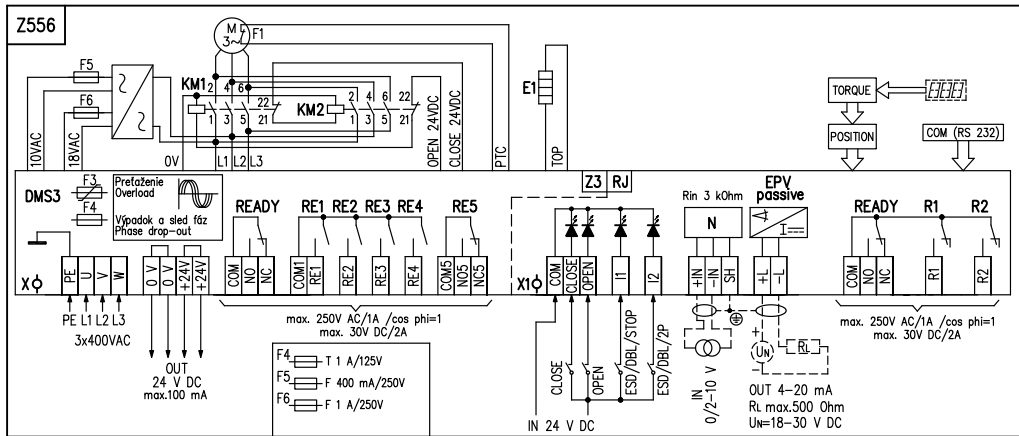 Z556
M
3~
F1
F5
F6
KM1
2 4 6
1 3 5
22
21
KM2
2 4 6
1 3 5
22
21
E1
TORQUE
POSITION
COM (RS 232)
10VAC
18VAC
0V
L1 L2 L3
OPEN 24VDC
CLOSE 24VDC
PTC
TOP
DMS3
F3
F4
Preťaženie
Overload
Výpadok a sled fáz
Phase drop-out
READY
RE1 RE2 RE3 RE4
RE5
Z3 RJ
Rin 3 kOhm
N
EPV
passive
READY
R1
R2
X
PE
U
V
W
0 V
0 V
+24V
+24V
COM
NO
NC
COM1
RE1
RE2
RE3
RE4
COM5
NO5
NC5
X1
COM
CLOSE
OPEN
I1
I2
+IN
-IN
SH
+L
-L
COM
NO
NC
R1
R2
PE L1 L2 L3
3x400VAC
OUT
24 V DC
max.100 mA
max. 250V AC/1A /cos phi=1
max. 30V DC/2A
F4 T 1 A/125V
F5 F 400 mA/250V
F6 F 1 A/250V
CLOSE
OPEN
ESD/DBL/STOP
ESD/DBL/2P
IN 24 V DC
IN
0/2-10 V
+
UN
-
RL
OUT 4-20 mA
RL max.500 Ohm
UN=18-30 V DC
max. 250V AC/1A /cos phi=1
max. 30V DC/2A